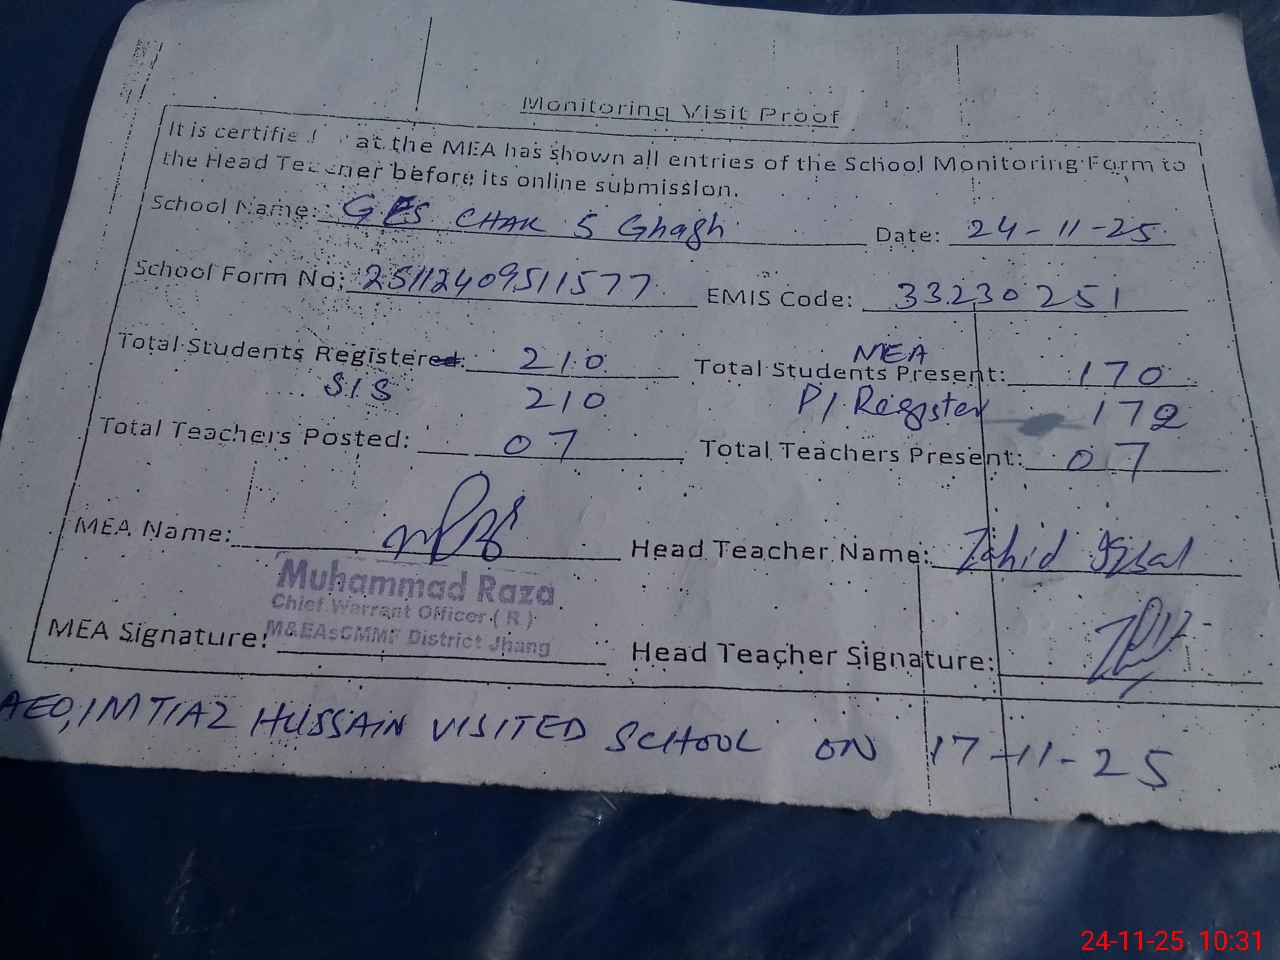 Monitoring Visit Proof
It is certified at the MEA has shown all entries of the School Monitoring Form to
the Head Teacher before its online submission.
School Name: GES CHAK 5 Ghagh Date: 24-11-25
School Form No: 25112409511577 EMIS Code: 33230251
MEA
Total Students Registered: 210 Total Students Present: 170
S.I.S 210 P/Register 172
Total Teachers Posted: 07 Total Teachers Present: 07
MEA Name: Head Teacher Name: Zahid Iqbal
Muhammad Raza
Chief Warrant Officer (R)
M&EAsCMMF District Jhang
MEA Signature: Head Teacher Signature:
AEO, IMTIAZ HUSSAIN VISITED SCHOOL ON 17-11-25
24-11-25 10:31